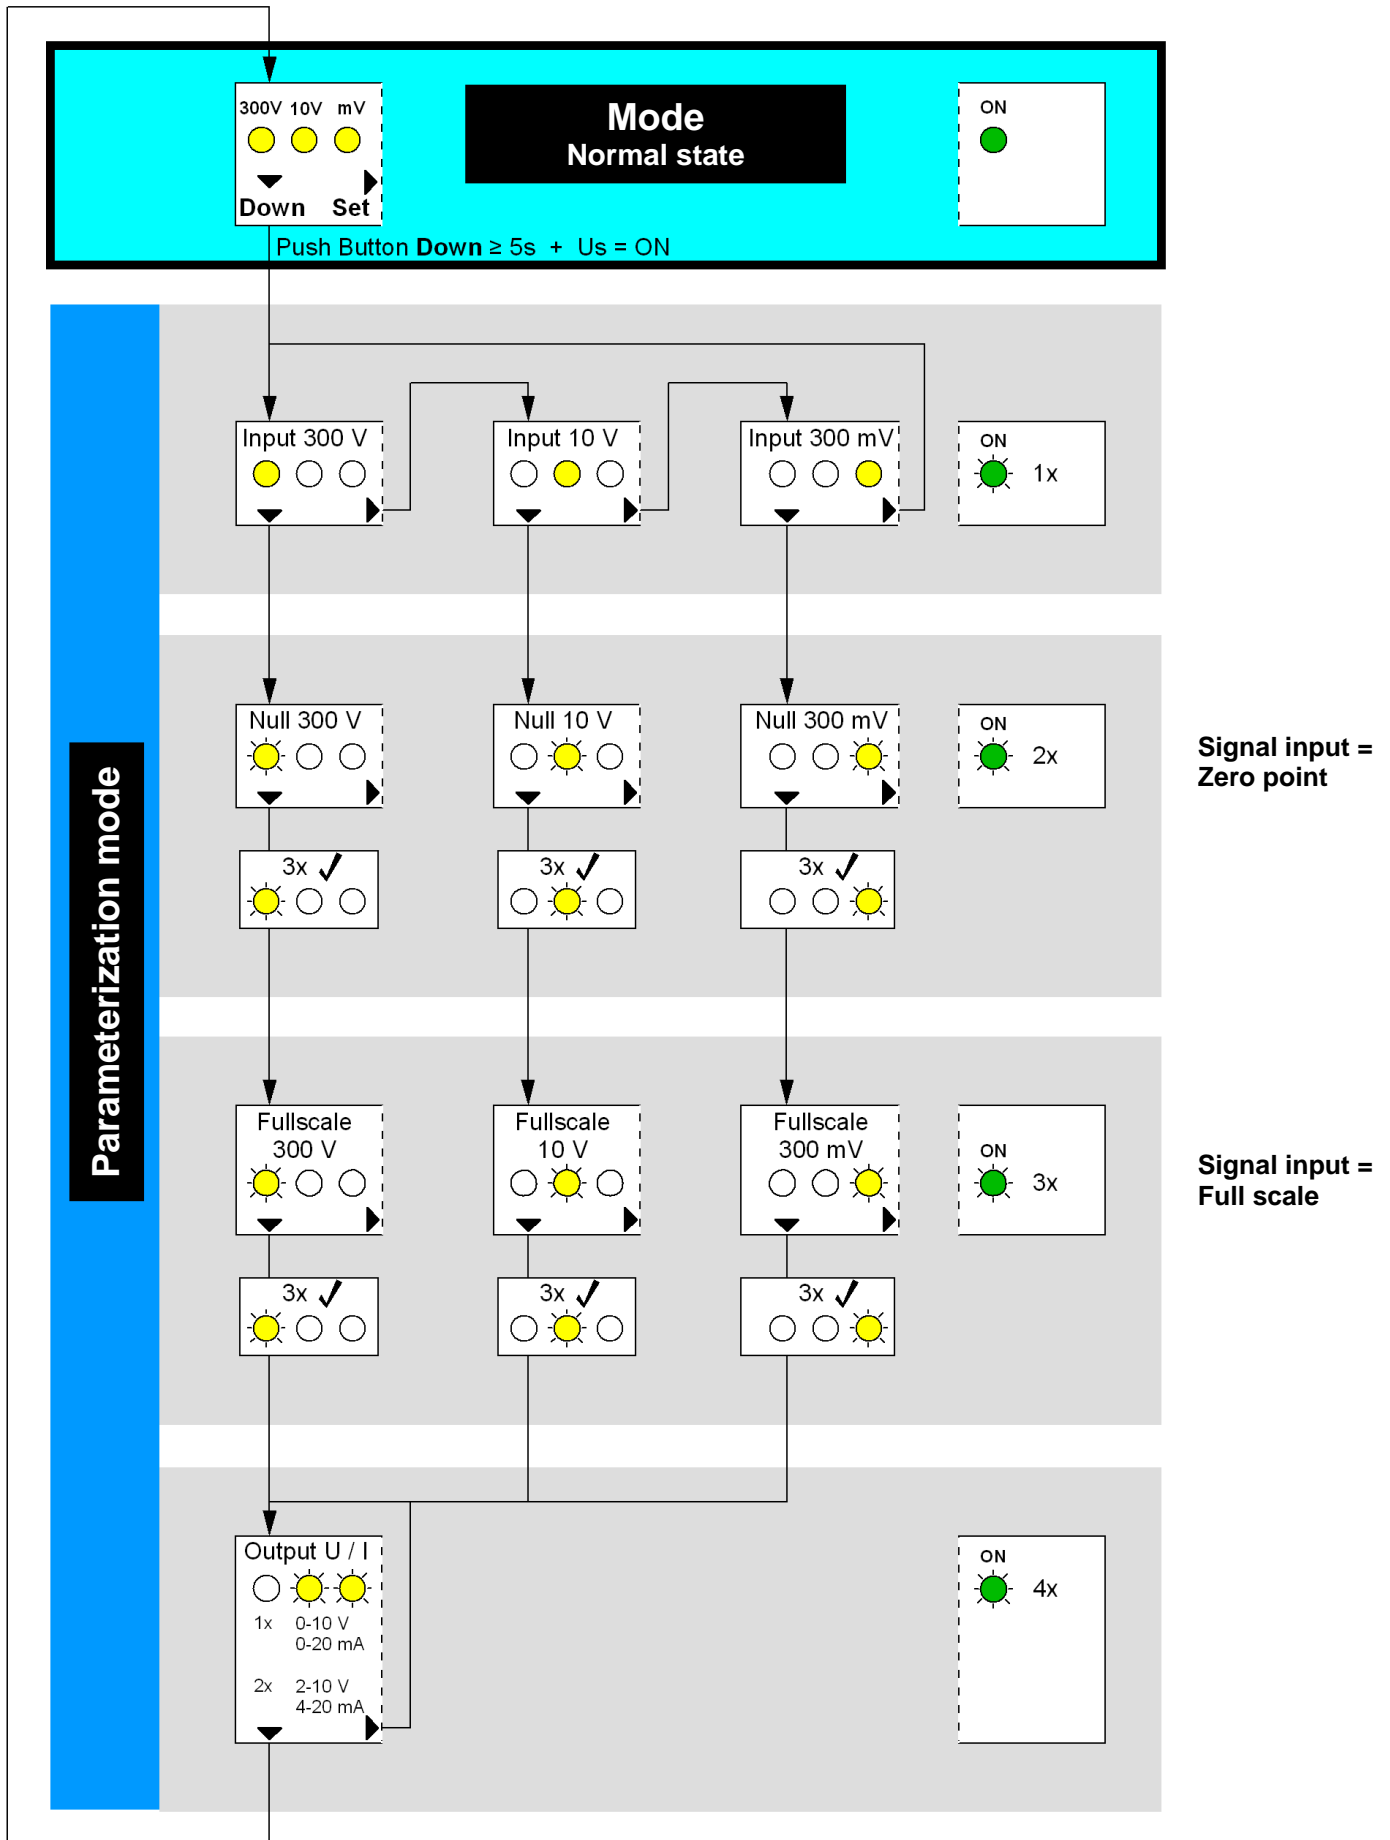 300V 10V mV
Down Set
Mode
Normal state
ON
Push Button Down ≥ 5s + Us = ON
Parameterization mode
Input 300 V
Input 10 V
Input 300 mV
ON
1x
Null 300 V
Null 10 V
Null 300 mV
ON
2x
Signal input =
Zero point
3x ✓
3x ✓
3x ✓
Fullscale
300 V
Fullscale
10 V
Fullscale
300 mV
ON
3x
Signal input =
Full scale
3x ✓
3x ✓
3x ✓
Output U / I
1x 0-10 V
0-20 mA
2x 2-10 V
4-20 mA
ON
4x